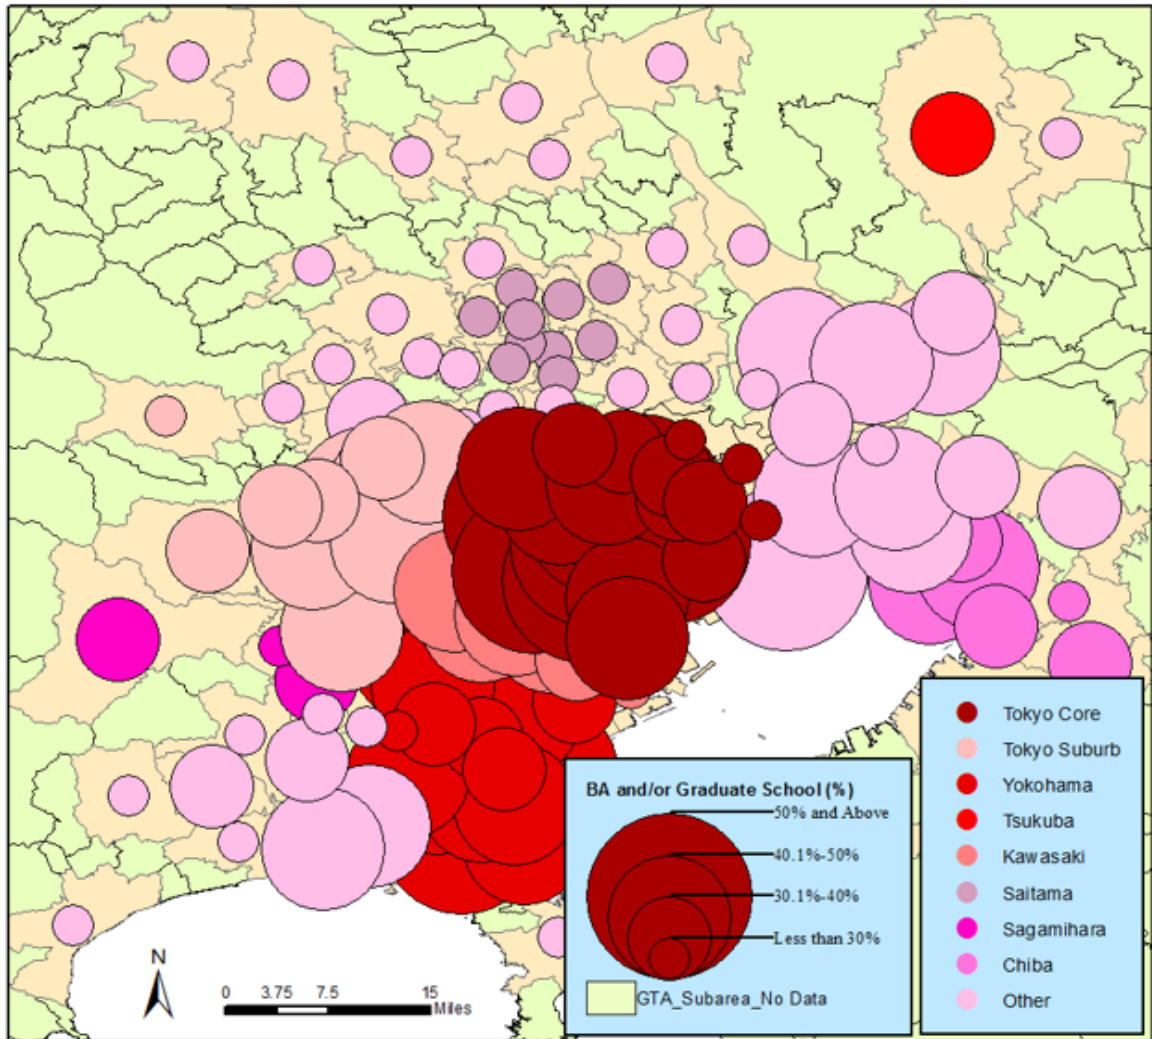 N
0 3.75 7.5 15
Miles
BA and/or Graduate School (%)
50% and Above
40.1%-50%
30.1%-40%
Less than 30%
GTA_Subarea_No Data
Tokyo Core
Tokyo Suburb
Yokohama
Tsukuba
Kawasaki
Saitama
Sagamihara
Chiba
Other